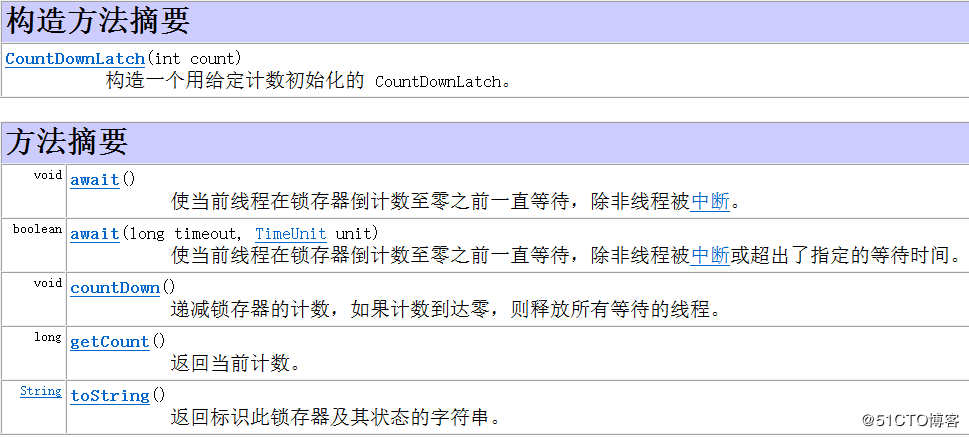 构造方法摘要
CountDownLatch(int count)
构造一个用给定计数初始化的 CountDownLatch。
方法摘要
void await()
使当前线程在锁存器倒计数至零之前一直等待，除非线程被中断。
boolean await(long timeout, TimeUnit unit)
使当前线程在锁存器倒计数至零之前一直等待，除非线程被中断或超出了指定的等待时间。
void countDown()
递减锁存器的计数，如果计数到达零，则释放所有等待的线程。
long getCount()
返回当前计数。
String toString()
返回标识此锁存器及其状态的字符串。
@51CTO博客